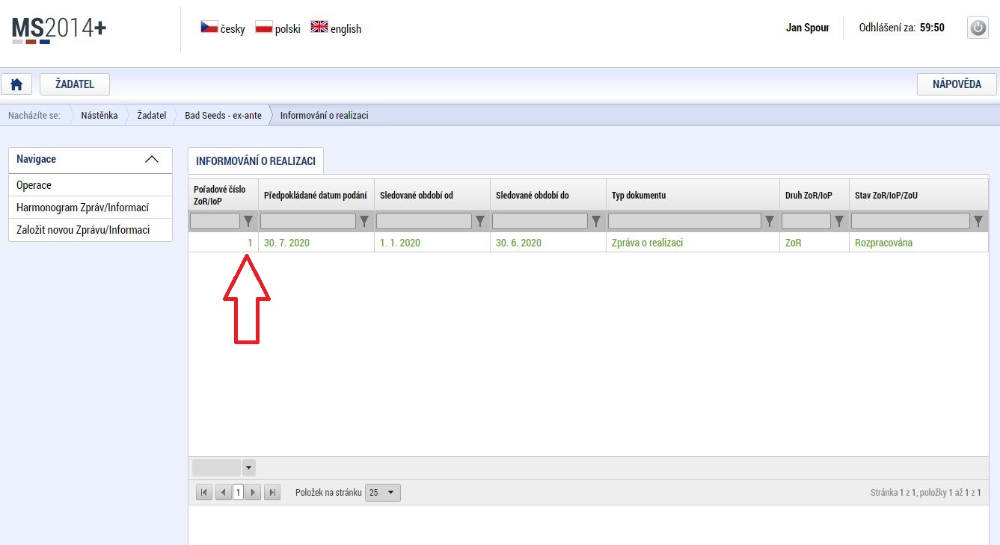 MS2014+
česky polski english
Jan Spour Odhlášení za: 59:50
ŽADATEL NÁPOVĚDA
Nacházíte se: Nástěnka Žadatel Bad Seeds - ex-ante Informování o realizaci
Navigace
Operace
Harmonogram Zpráv/Informací
Založit novou Zprávu/Informaci
INFORMOVÁNÍ O REALIZACI
Pořadové číslo ZoR/IoP Předpokládané datum podání Sledované období od Sledované období do Typ dokumentu Druh ZoR/IoP Stav ZoR/IoP/ZoU
1 30. 7. 2020 1. 1. 2020 30. 6. 2020 Zpráva o realizaci ZoR Rozpracována
1 Položek na stránku 25 Stránka 1 z 1, položky 1 až 1 z 1